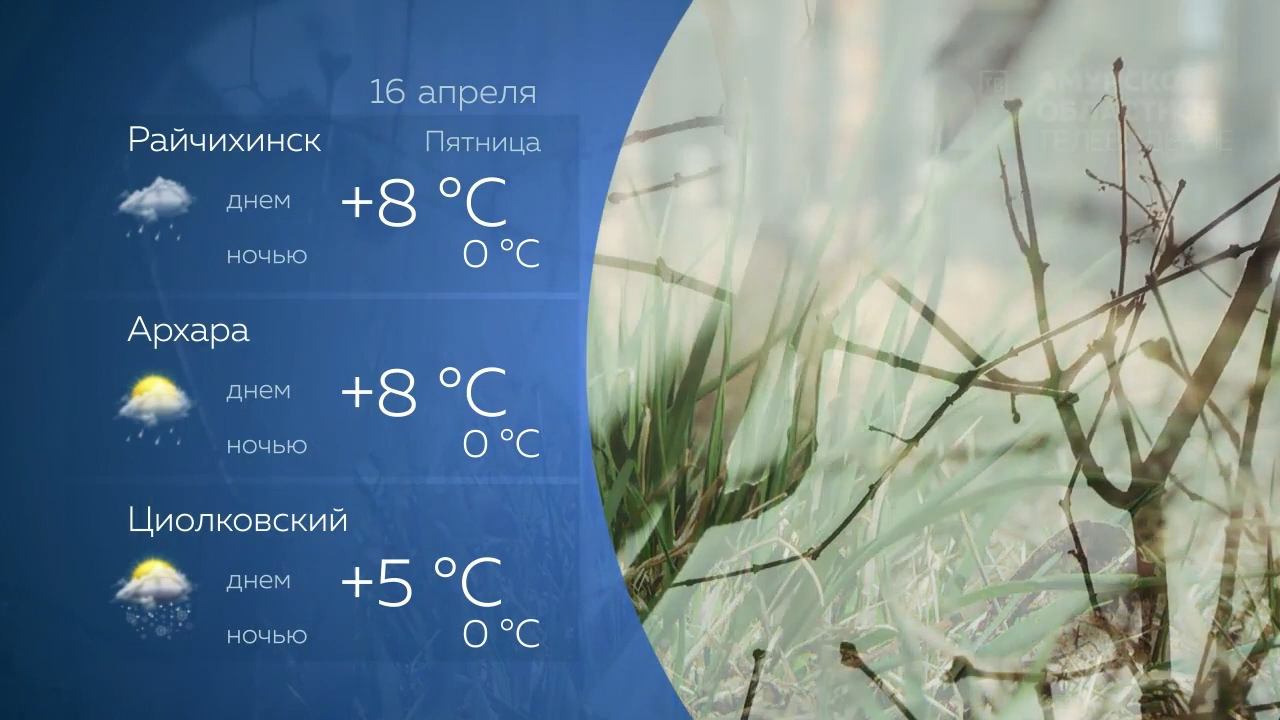 16 апреля
Райчихинск
Пятница
днем +8 °C
ночью 0 °C
Архара
днем +8 °C
ночью 0 °C
Циолковский
днем +5 °C
ночью 0 °C